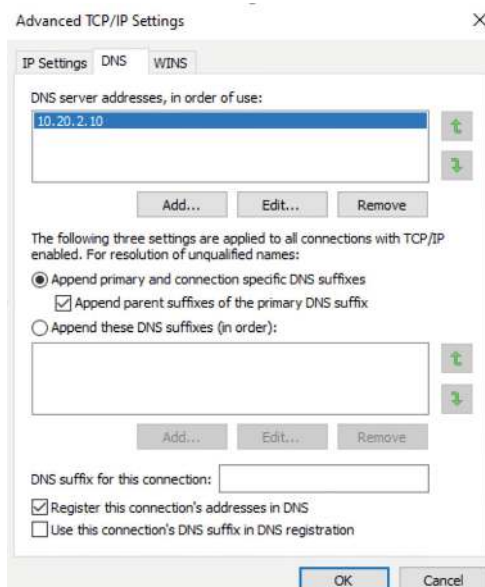 Advanced TCP/IP Settings
IP Settings DNS WINS
DNS server addresses, in order of use:
10.20.2.10
Add... Edit... Remove
The following three settings are applied to all connections with TCP/IP
enabled. For resolution of unqualified names:
Append primary and connection specific DNS suffixes
Append parent suffixes of the primary DNS suffix
Append these DNS suffixes (in order):
Add... Edit... Remove
DNS suffix for this connection:
Register this connection's addresses in DNS
Use this connection's DNS suffix in DNS registration
OK Cancel